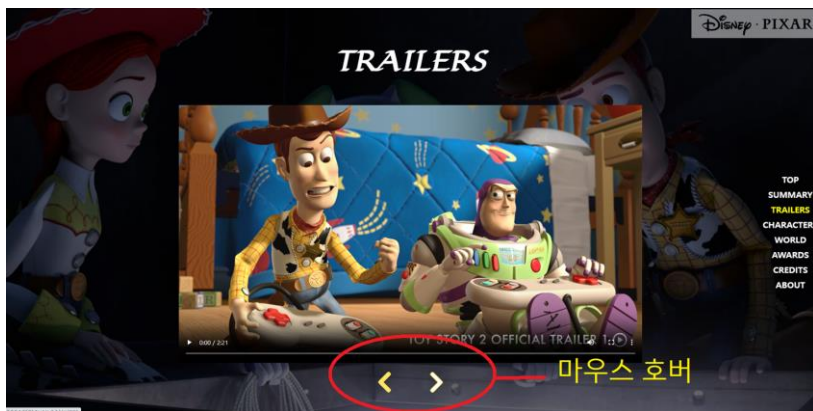 Disney · PIXAR
TRAILERS
TOP
SUMMARY
TRAILERS
CHARACTER
WORLD
AWARDS
CREDITS
ABOUT
0:00 / 2:21
TOY STORY 2 OFFICIAL TRAILER 1
마우스 호버